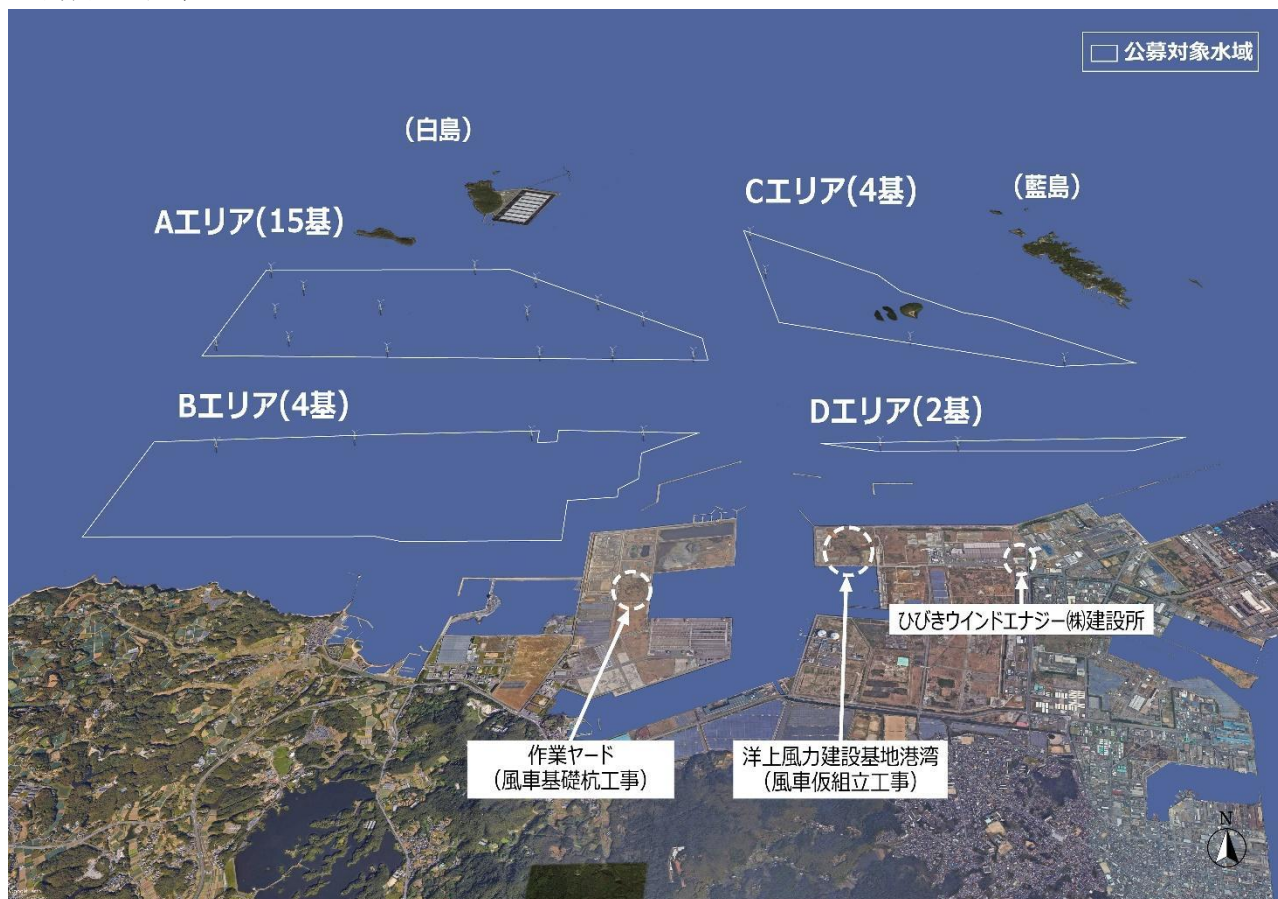 公募対象水域
(白島)
Cエリア(4基)
(藍島)
Aエリア(15基)
Bエリア(4基)
Dエリア(2基)
ひびきウインドエナジー㈱建設所
作業ヤード
(風車基礎杭工事)
洋上風力建設基地港湾
(風車仮組立工事)
N